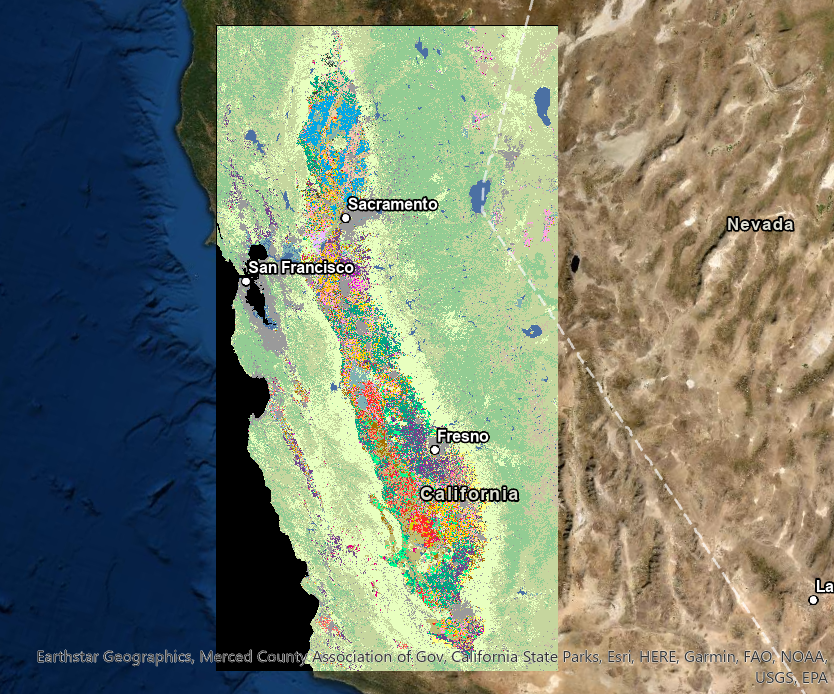 Sacramento
Nevada
San Francisco
Fresno
California
La
Earthstar Geographics, Merced County Association of Gov, California State Parks, Esri, HERE, Garmin, FAO, NOAA,
USGS, EPA